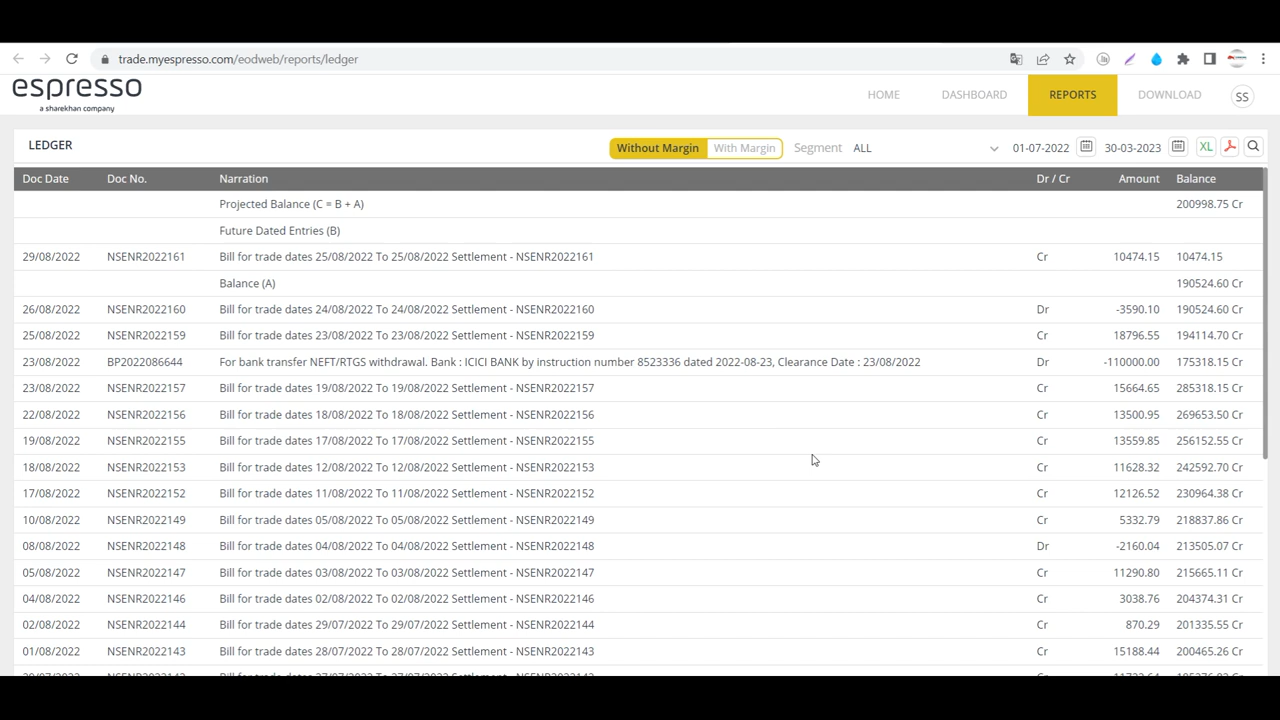 trade.myespresso.com/eodweb/reports/ledger
espresso
a sharekhan company
HOME DASHBOARD REPORTS DOWNLOAD SS
LEDGER Without Margin With Margin Segment ALL 01-07-2022 30-03-2023 XL
Doc Date Doc No. Narration Dr / Cr Amount Balance
Projected Balance (C = B + A) 200998.75 Cr
Future Dated Entries (B)
29/08/2022 NSENR2022161 Bill for trade dates 25/08/2022 To 25/08/2022 Settlement - NSENR2022161 Cr 10474.15 10474.15
Balance (A) 190524.60 Cr
26/08/2022 NSENR2022160 Bill for trade dates 24/08/2022 To 24/08/2022 Settlement - NSENR2022160 Dr -3590.10 190524.60 Cr
25/08/2022 NSENR2022159 Bill for trade dates 23/08/2022 To 23/08/2022 Settlement - NSENR2022159 Cr 18796.55 194114.70 Cr
23/08/2022 BP2022086644 For bank transfer NEFT/RTGS withdrawal. Bank : ICICI BANK by instruction number 8523336 dated 2022-08-23, Clearance Date : 23/08/2022 Dr -110000.00 175318.15 Cr
23/08/2022 NSENR2022157 Bill for trade dates 19/08/2022 To 19/08/2022 Settlement - NSENR2022157 Cr 15664.65 285318.15 Cr
22/08/2022 NSENR2022156 Bill for trade dates 18/08/2022 To 18/08/2022 Settlement - NSENR2022156 Cr 13500.95 269653.50 Cr
19/08/2022 NSENR2022155 Bill for trade dates 17/08/2022 To 17/08/2022 Settlement - NSENR2022155 Cr 13559.85 256152.55 Cr
18/08/2022 NSENR2022153 Bill for trade dates 12/08/2022 To 12/08/2022 Settlement - NSENR2022153 Cr 11628.32 242592.70 Cr
17/08/2022 NSENR2022152 Bill for trade dates 11/08/2022 To 11/08/2022 Settlement - NSENR2022152 Cr 12126.52 230964.38 Cr
10/08/2022 NSENR2022149 Bill for trade dates 05/08/2022 To 05/08/2022 Settlement - NSENR2022149 Cr 5332.79 218837.86 Cr
08/08/2022 NSENR2022148 Bill for trade dates 04/08/2022 To 04/08/2022 Settlement - NSENR2022148 Dr -2160.04 213505.07 Cr
05/08/2022 NSENR2022147 Bill for trade dates 03/08/2022 To 03/08/2022 Settlement - NSENR2022147 Cr 11290.80 215665.11 Cr
04/08/2022 NSENR2022146 Bill for trade dates 02/08/2022 To 02/08/2022 Settlement - NSENR2022146 Cr 3038.76 204374.31 Cr
02/08/2022 NSENR2022144 Bill for trade dates 29/07/2022 To 29/07/2022 Settlement - NSENR2022144 Cr 870.29 201335.55 Cr
01/08/2022 NSENR2022143 Bill for trade dates 28/07/2022 To 28/07/2022 Settlement - NSENR2022143 Cr 15188.44 200465.26 Cr